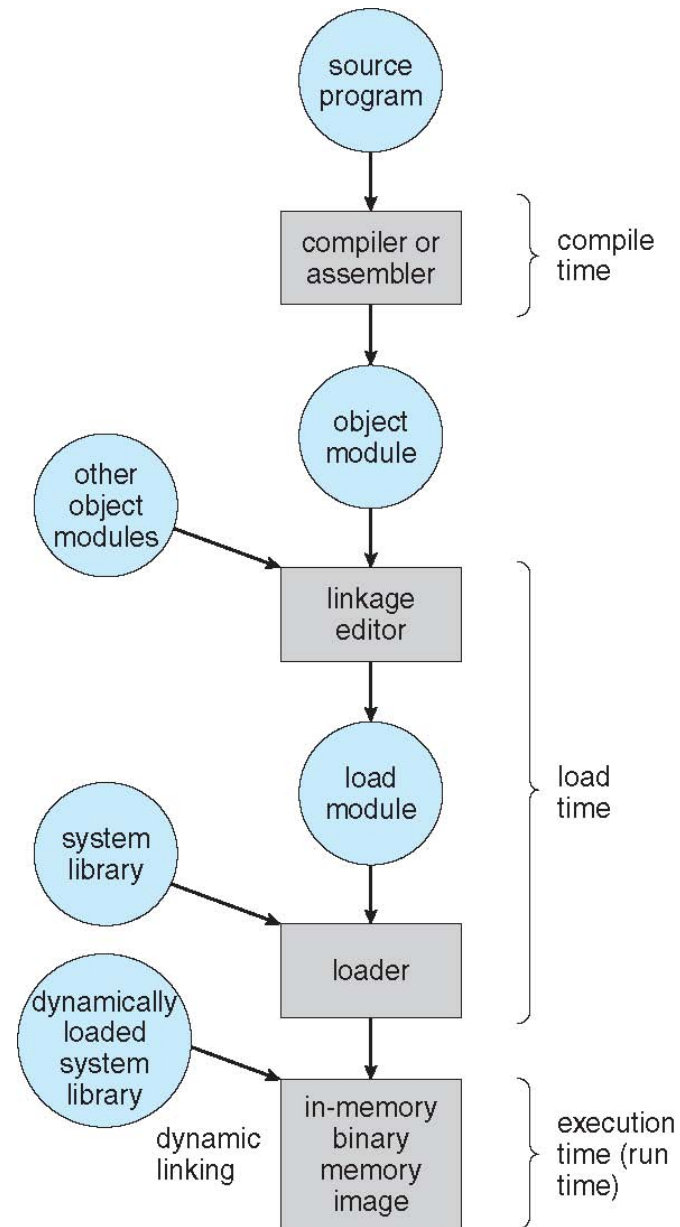 source
program
compiler or
assembler
compile
time
object
module
other
object
modules
linkage
editor
load
module
load
time
system
library
loader
dynamically
loaded
system
library
dynamic
linking
in-memory
binary
memory
image
execution
time (run
time)